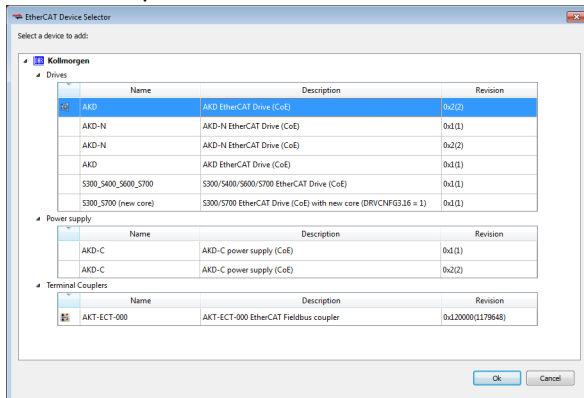 EtherCAT Device Selector
Select a device to add:
Kollmorgen
Drives
Name Description Revision
AKD AKD EtherCAT Drive (CoE) 0x2(2)
AKD-N AKD-N EtherCAT Drive (CoE) 0x1(1)
AKD-N AKD-N EtherCAT Drive (CoE) 0x2(2)
AKD AKD EtherCAT Drive (CoE) 0x1(1)
S300_S400_S600_S700 S300/S400/S600/S700 EtherCAT Drive (CoE) 0x1(1)
S300_S700 (new core) S300/S700 EtherCAT Drive (CoE) with new core (DRVCNFG3.16 = 1) 0x1(1)
Power supply
Name Description Revision
AKD-C AKD-C power supply (CoE) 0x1(1)
AKD-C AKD-C power supply (CoE) 0x2(2)
Terminal Couplers
Name Description Revision
AKT-ECT-000 AKT-ECT-000 EtherCAT Fieldbus coupler 0x120000(1179648)
Ok Cancel